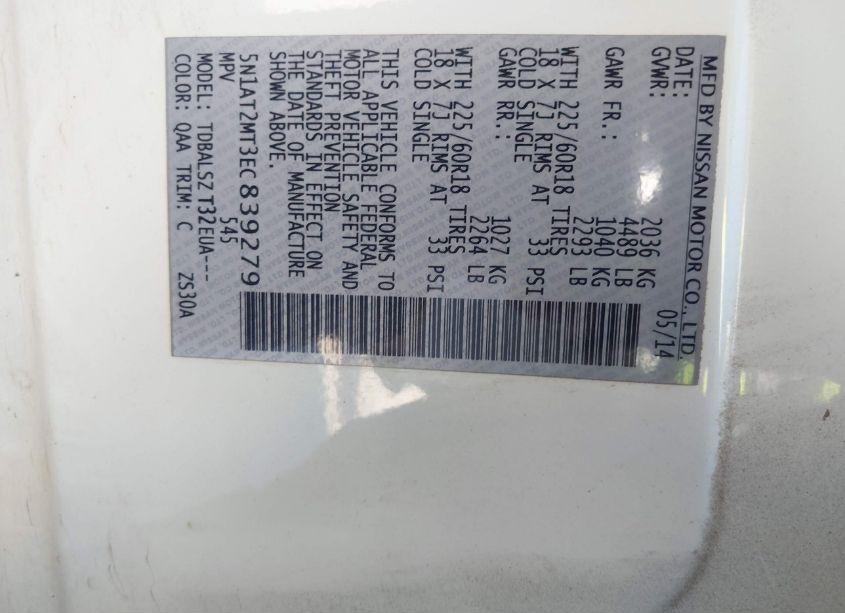 MFD BY NISSAN MOTOR CO., LTD.
DATE: 05/14
GVWR: 2036 KG
4489 LB
GAWR FR.: 1040 KG
2293 LB
WITH 225/60R18 TIRES
18 X 7J RIMS AT 33 PSI
COLD SINGLE
GAWR RR.: 1027 KG
2264 LB
WITH 225/60R18 TIRES
18 X 7J RIMS AT 33 PSI
COLD SINGLE
THIS VEHICLE CONFORMS TO
ALL APPLICABLE FEDERAL
MOTOR VEHICLE SAFETY AND
THEFT PREVENTION
STANDARDS IN EFFECT ON
THE DATE OF MANUFACTURE
SHOWN ABOVE.
5N1AT2MT3EC839279
MPV 545
MODEL: TDBALSZ T32EUA---
COLOR: QAA TRIM: C ZS30A